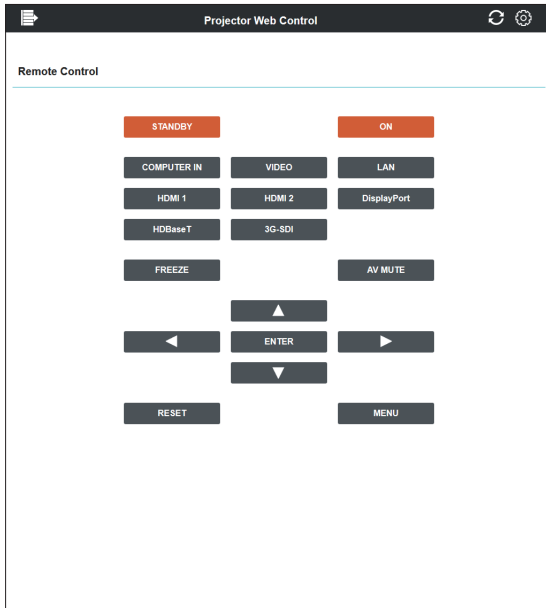 Projector Web Control
Remote Control
STANDBY ON
COMPUTER IN VIDEO LAN
HDMI 1 HDMI 2 DisplayPort
HDBaseT 3G-SDI
FREEZE AV MUTE
ENTER
RESET MENU